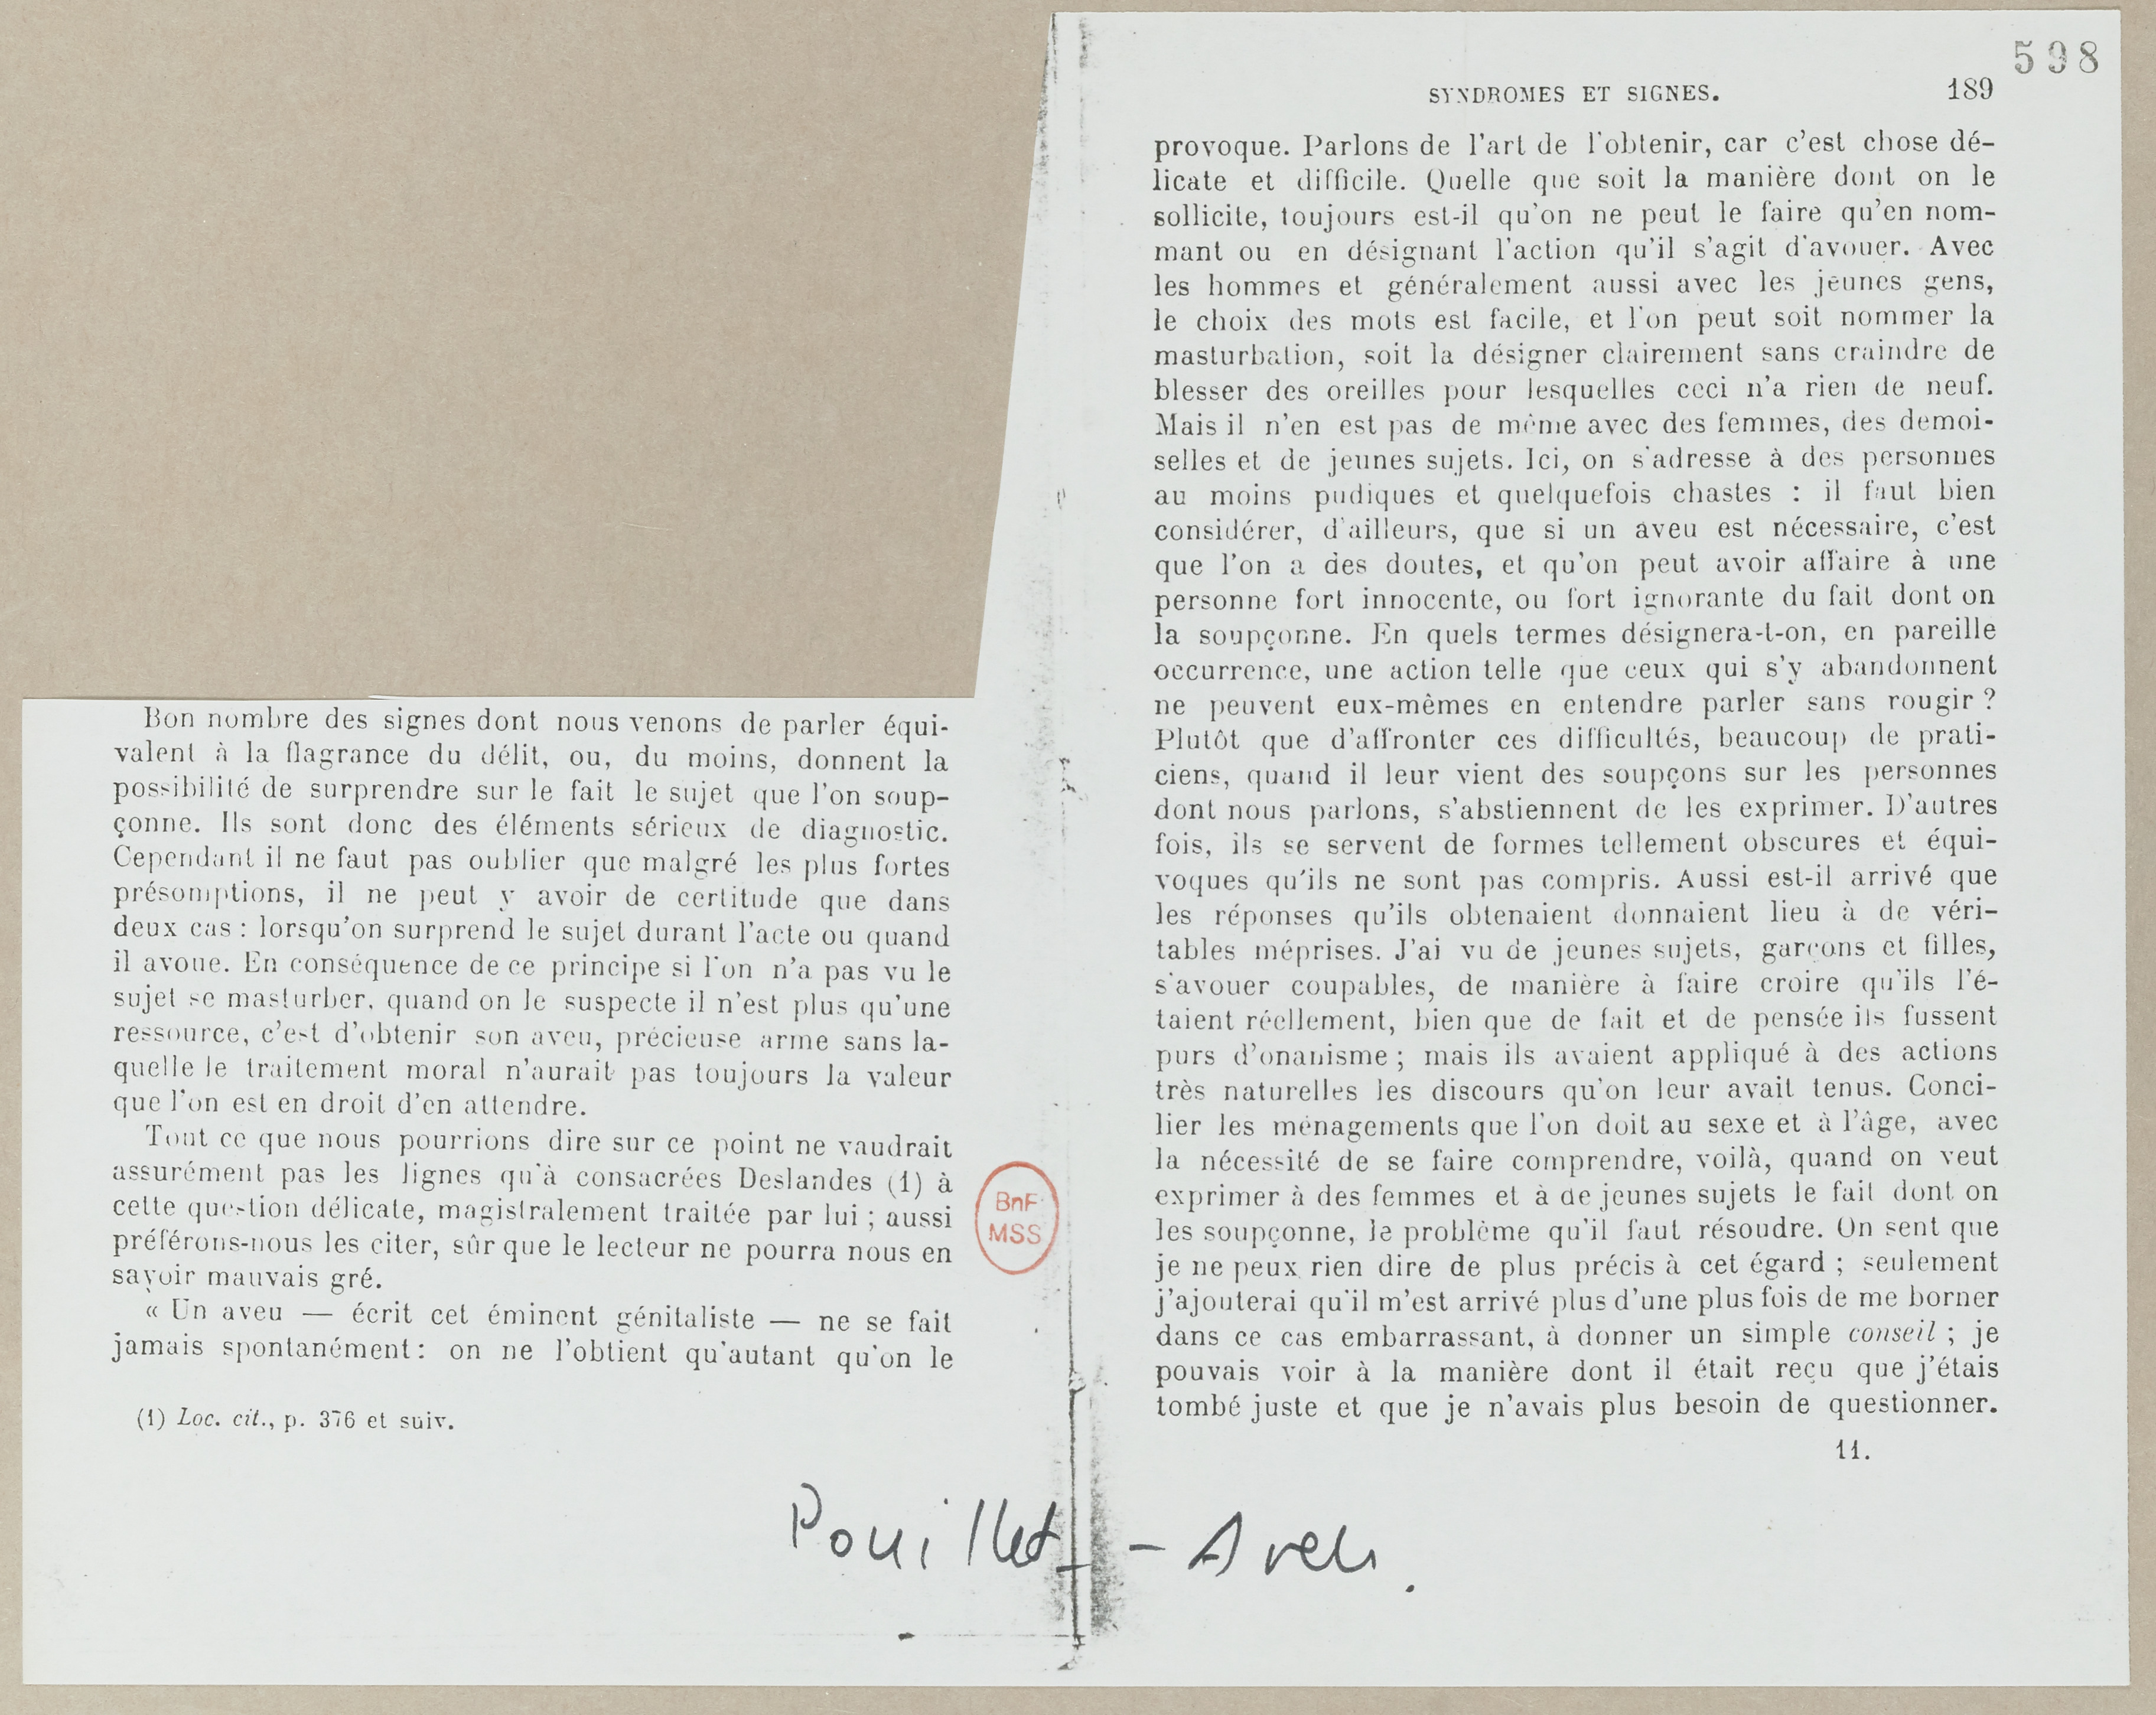 Bon nombre des signes dont nous venons de parler équi-
valent à la flagrance du délit, ou, du moins, donnent la
possibilité de surprendre sur le fait le sujet que l'on soup-
çonne. Ils sont donc des éléments sérieux de diagnostic.
Cependant il ne faut pas oublier que malgré les plus fortes
présomptions, il ne peut y avoir de certitude que dans
deux cas : lorsqu'on surprend le sujet durant l'acte ou quand
il avoue. En conséquence de ce principe si l'on n'a pas vu le
sujet se masturber, quand on le suspecte il n'est plus qu'une
ressource, c'est d'obtenir son aveu, précieuse arme sans la-
quelle le traitement moral n'aurait pas toujours la valeur
que l'on est en droit d'en attendre.
Tout ce que nous pourrions dire sur ce point ne vaudrait
assurément pas les lignes qu'à consacrées Deslandes (1) à
cette question délicate, magistralement traitée par lui ; aussi
préférons-nous les citer, sûr que le lecteur ne pourra nous en
savoir mauvais gré.
« Un aveu — écrit cet éminent génitaliste — ne se fait
jamais spontanément : on ne l'obtient qu'autant qu'on le
(1) Loc. cit., p. 376 et suiv.
BnF
MSS
598
SYNDROMES ET SIGNES. 189
provoque. Parlons de l'art de l'obtenir, car c'est chose dé-
licate et difficile. Quelle que soit la manière dont on le
sollicite, toujours est-il qu'on ne peut le faire qu'en nom-
mant ou en désignant l'action qu'il s'agit d'avouer. Avec
les hommes et généralement aussi avec les jeunes gens,
le choix des mots est facile, et l'on peut soit nommer la
masturbation, soit la désigner clairement sans craindre de
blesser des oreilles pour lesquelles ceci n'a rien de neuf.
Mais il n'en est pas de même avec des femmes, des demoi-
selles et de jeunes sujets. Ici, on s'adresse à des personnes
au moins pudiques et quelquefois chastes : il faut bien
considérer, d'ailleurs, que si un aveu est nécessaire, c'est
que l'on a des doutes, et qu'on peut avoir affaire à une
personne fort innocente, ou fort ignorante du fait dont on
la soupçonne. En quels termes désignera-t-on, en pareille
occurrence, une action telle que ceux qui s'y abandonnent
ne peuvent eux-mêmes en entendre parler sans rougir ?
Plutôt que d'affronter ces difficultés, beaucoup de prati-
ciens, quand il leur vient des soupçons sur les personnes
dont nous parlons, s'abstiennent de les exprimer. D'autres
fois, ils se servent de formes tellement obscures et équi-
voques qu'ils ne sont pas compris. Aussi est-il arrivé que
les réponses qu'ils obtenaient donnaient lieu à de véri-
tables méprises. J'ai vu de jeunes sujets, garçons et filles,
s'avouer coupables, de manière à faire croire qu'ils l'é-
taient réellement, bien que de fait et de pensée ils fussent
purs d'onanisme ; mais ils avaient appliqué à des actions
très naturelles les discours qu'on leur avait tenus. Conci-
lier les ménagements que l'on doit au sexe et à l'âge, avec
la nécessité de se faire comprendre, voilà, quand on veut
exprimer à des femmes et à de jeunes sujets le fait dont on
les soupçonne, le problème qu'il faut résoudre. On sent que
je ne peux rien dire de plus précis à cet égard ; seulement
j'ajouterai qu'il m'est arrivé plus d'une plus fois de me borner
dans ce cas embarrassant, à donner un simple conseil ; je
pouvais voir à la manière dont il était reçu que j'étais
tombé juste et que je n'avais plus besoin de questionner.
11.
Pouillet - Aveu.